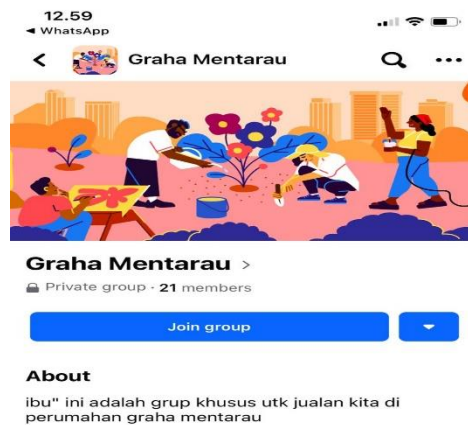 12.59
◄ WhatsApp
Graha Mentarau
Graha Mentarau >
Private group · 21 members
Join group
About
ibu" ini adalah grup khusus utk jualan kita di
perumahan graha mentarau